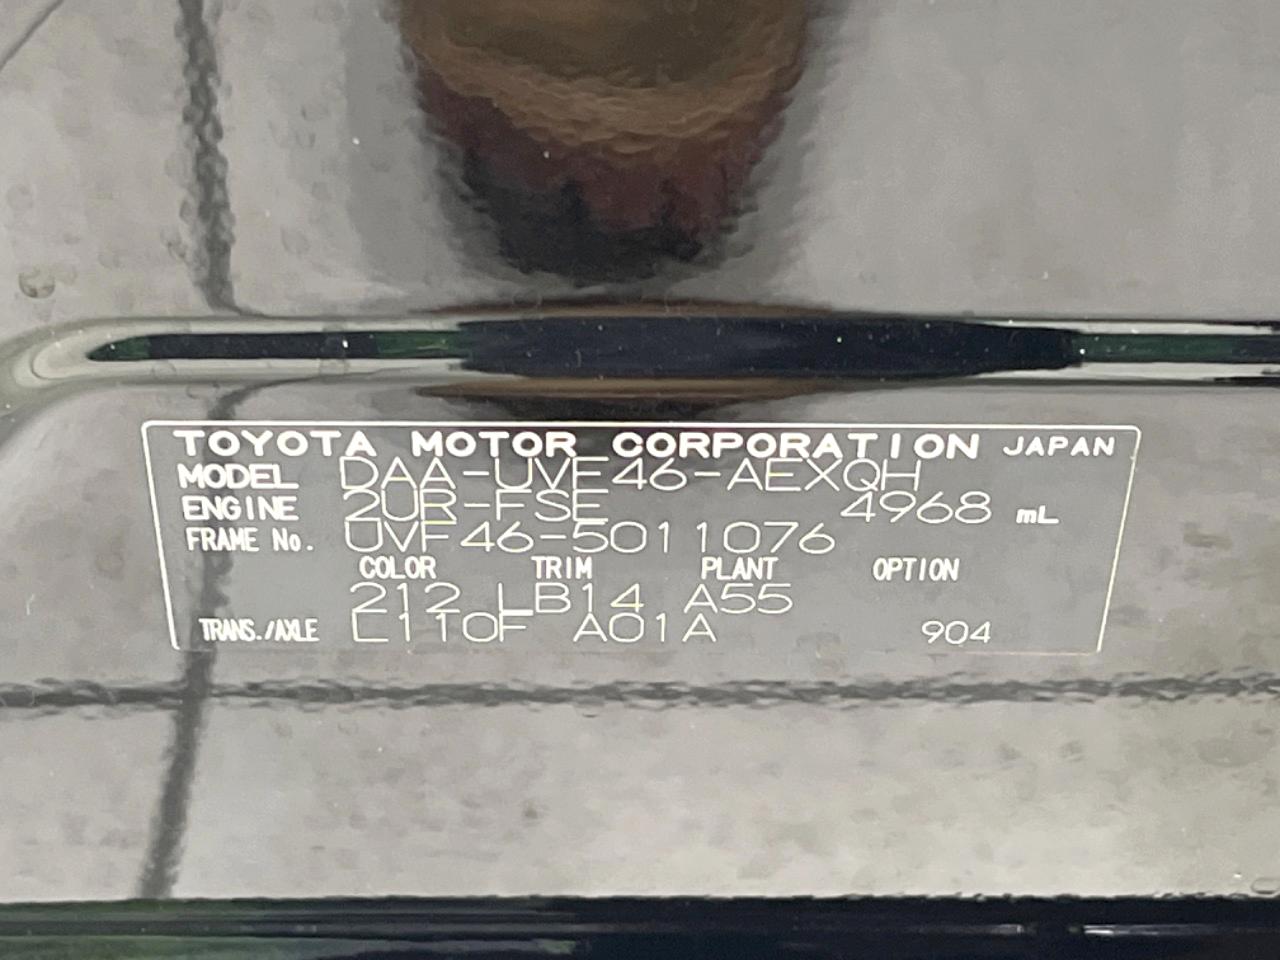 TOYOTA MOTOR CORPORATION JAPAN
MODEL DAA-UVF46-AEXQH
ENGINE 2UR-FSE 4968 mL
FRAME No. UVF46-5011076
COLOR TRIM PLANT OPTION
212 LB14 A55
TRANS./AXLE L110F A01A 904